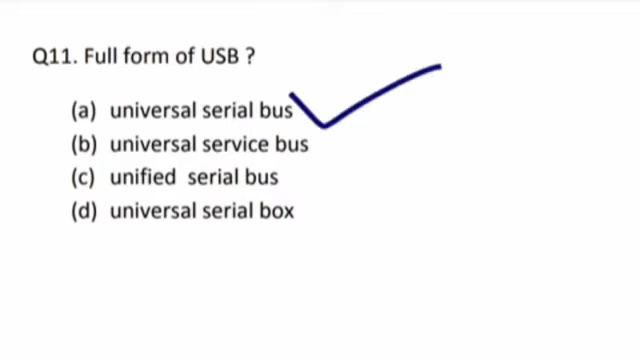 Q11. Full form of USB ?
(a) universal serial bus
(b) universal service bus
(c) unified serial bus
(d) universal serial box